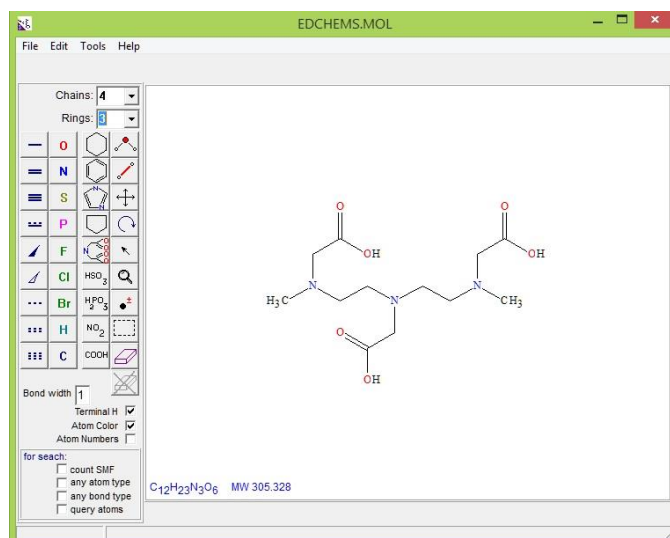 EDCHEMS.MOL
File Edit Tools Help
Chains: 4
Rings: 3
O
N
S
P
F
Cl HSO3
Br H2PO3
H NO2
C COOH
N N
N O O O O
±
Bond width 1
Terminal H
Atom Color
Atom Numbers
for seach:
count SMF
any atom type
any bond type
query atoms
O O
OH OH
H3C N N N CH3
O
OH
C12H23N3O6 MW 305.328